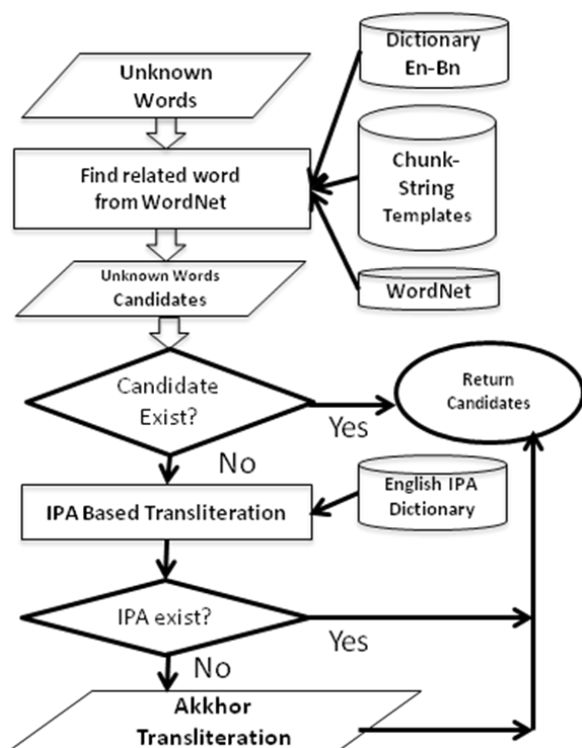 Unknown
Words
Dictionary
En-Bn
Find related word
from WordNet
Chunk-
String
Templates
WordNet
Unknown Words
Candidates
Candidate
Exist?
Yes
Return
Candidates
No
IPA Based Transliteration
English IPA
Dictionary
IPA exist?
Yes
No
Akkhor
Transliteration